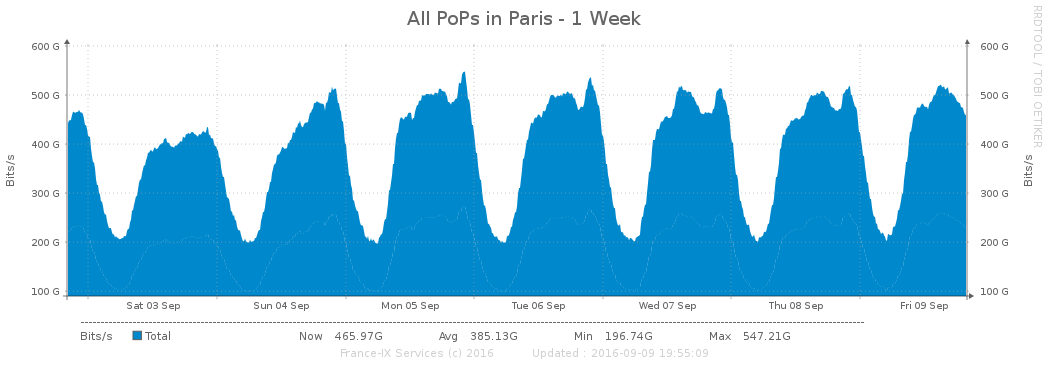 All PoPs in Paris - 1 Week
RRDTOOL / TOBI OETIKER
600 G 600 G
500 G 500 G
400 G 400 G
300 G 300 G
200 G 200 G
100 G 100 G
Bits/s
Bits/s
Sat 03 Sep Sun 04 Sep Mon 05 Sep Tue 06 Sep Wed 07 Sep Thu 08 Sep Fri 09 Sep
Bits/s Total Now 465.97G Avg 385.13G Min 196.74G Max 547.21G
France-IX Services (c) 2016 Updated : 2016-09-09 19:55:09